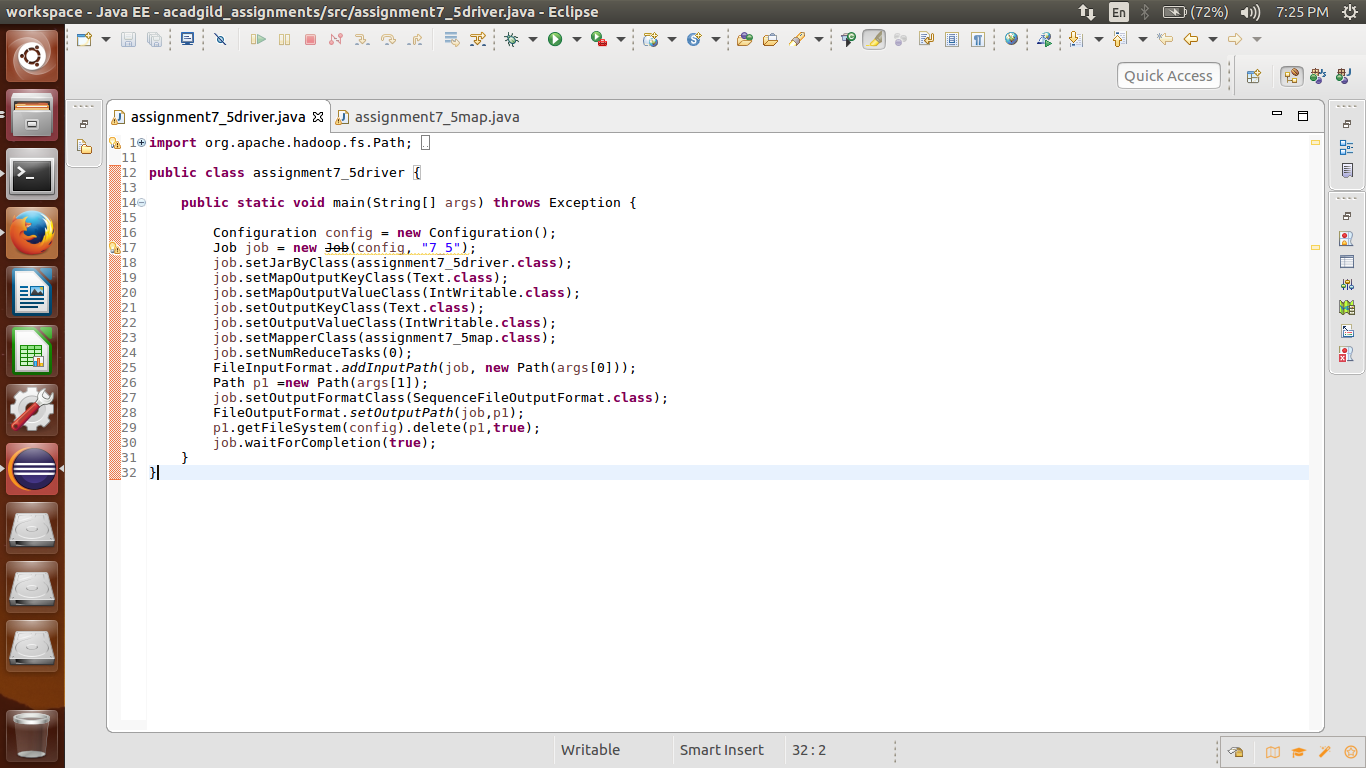 workspace - Java EE - acadgild_assignments/src/assignment7_5driver.java - Eclipse
En
(72%)
7:25 PM
Quick Access
assignment7_5driver.java
assignment7_5map.java
1 import org.apache.hadoop.fs.Path;
11
12 public class assignment7_5driver {
13
14 public static void main(String[] args) throws Exception {
15
16 Configuration config = new Configuration();
17 Job job = new Job(config, "7_5");
18 job.setJarByClass(assignment7_5driver.class);
19 job.setMapOutputKeyClass(Text.class);
20 job.setMapOutputValueClass(IntWritable.class);
21 job.setOutputKeyClass(Text.class);
22 job.setOutputValueClass(IntWritable.class);
23 job.setMapperClass(assignment7_5map.class);
24 job.setNumReduceTasks(0);
25 FileInputFormat.addInputPath(job, new Path(args[0]));
26 Path p1 =new Path(args[1]);
27 job.setOutputFormatClass(SequenceFileOutputFormat.class);
28 FileOutputFormat.setOutputPath(job,p1);
29 p1.getFileSystem(config).delete(p1,true);
30 job.waitForCompletion(true);
31 }
32 }
Writable
Smart Insert
32 : 2